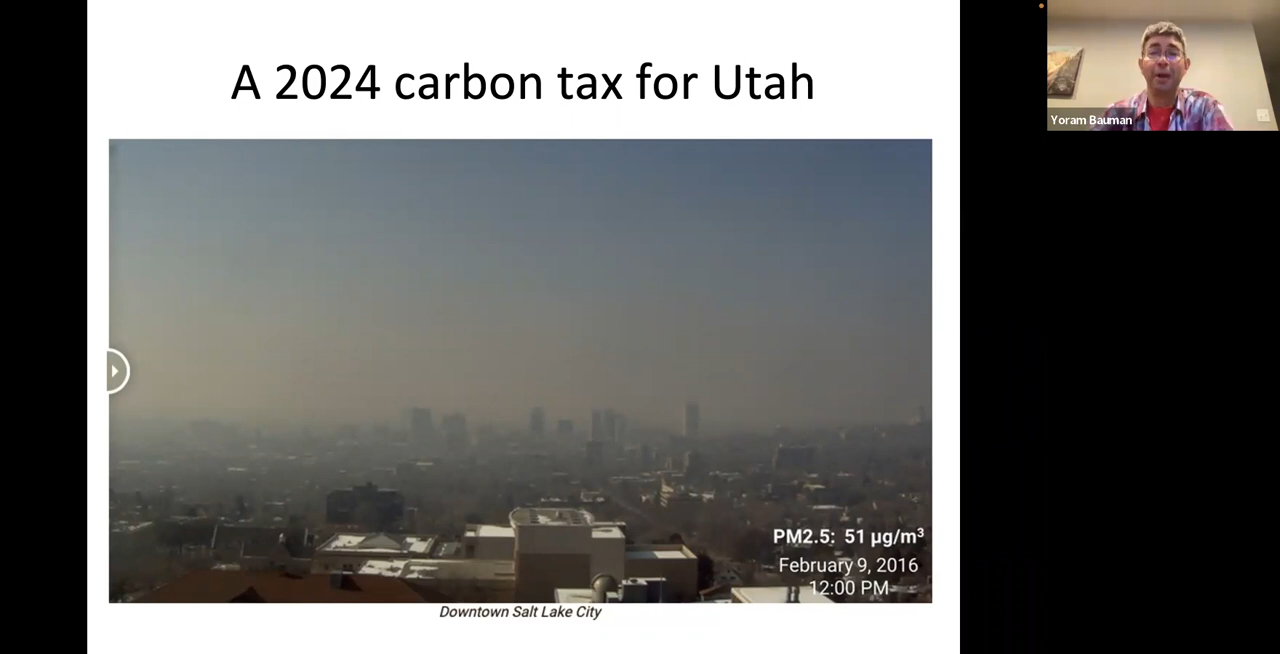 A 2024 carbon tax for Utah
Yoram Bauman
PM2.5: 51 µg/m³
February 9, 2016
12:00 PM
Downtown Salt Lake City